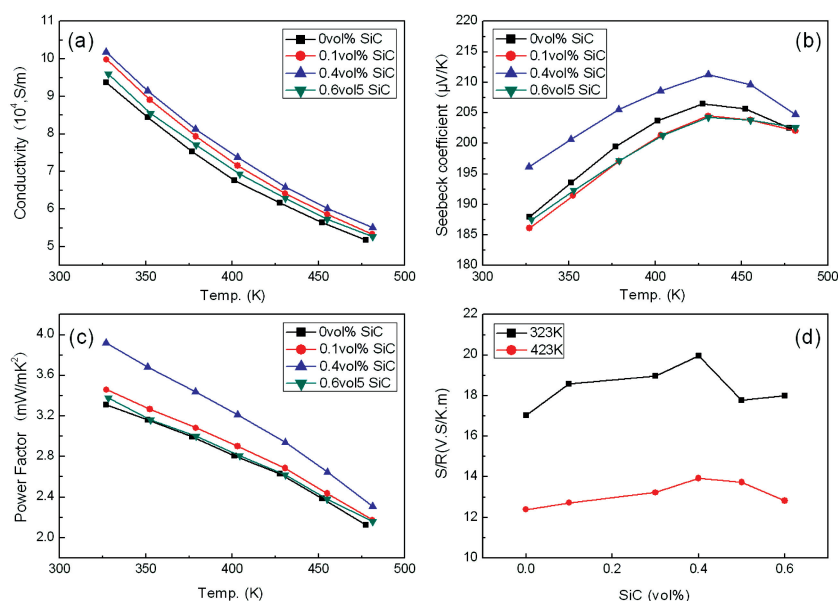 (a)
0vol% SiC
0.1vol% SiC
0.4vol% SiC
0.6vol5 SiC
11
10
9
8
7
6
5
Conductivity (10⁴,S/m)
300 350 400 450 500
Temp. (K)
(b)
0vol% SiC
0.1vol% SiC
0.4vol% SiC
0.6vol5 SiC
220
215
210
205
200
195
190
185
180
Seebeck coefficient (μV/K)
300 350 400 450 500
Temp. (K)
(c)
0vol% SiC
0.1vol% SiC
0.4vol% SiC
0.6vol5 SiC
4.0
3.6
3.2
2.8
2.4
2.0
Power Factor (mW/mK²)
300 350 400 450 500
Temp. (K)
323K
423K
(d)
22
20
18
16
14
12
10
S/R(V.S/K.m)
0.0 0.2 0.4 0.6
SiC (vol%)